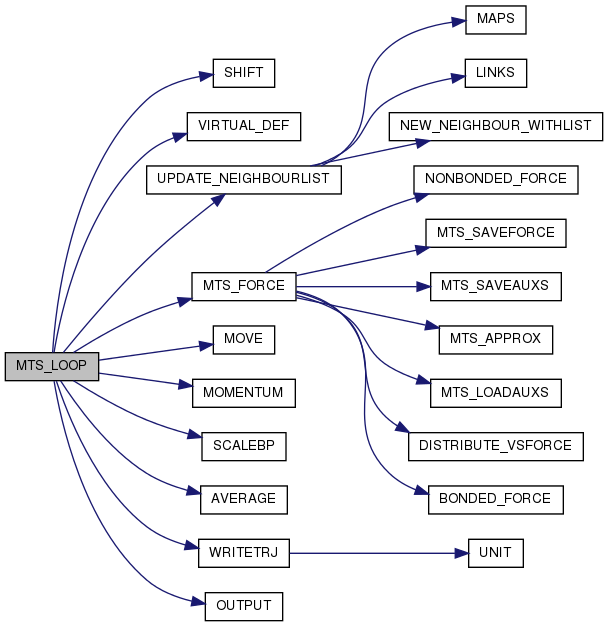 MAPS
SHIFT
LINKS
VIRTUAL_DEF
NEW_NEIGHBOUR_WITHLIST
UPDATE_NEIGHBOURLIST
NONBONDED_FORCE
MTS_SAVEFORCE
MTS_FORCE
MTS_SAVEAUXS
MOVE
MTS_APPROX
MTS_LOOP
MOMENTUM
MTS_LOADAUXS
SCALEBP
DISTRIBUTE_VSFORCE
AVERAGE
BONDED_FORCE
WRITETRJ
UNIT
OUTPUT